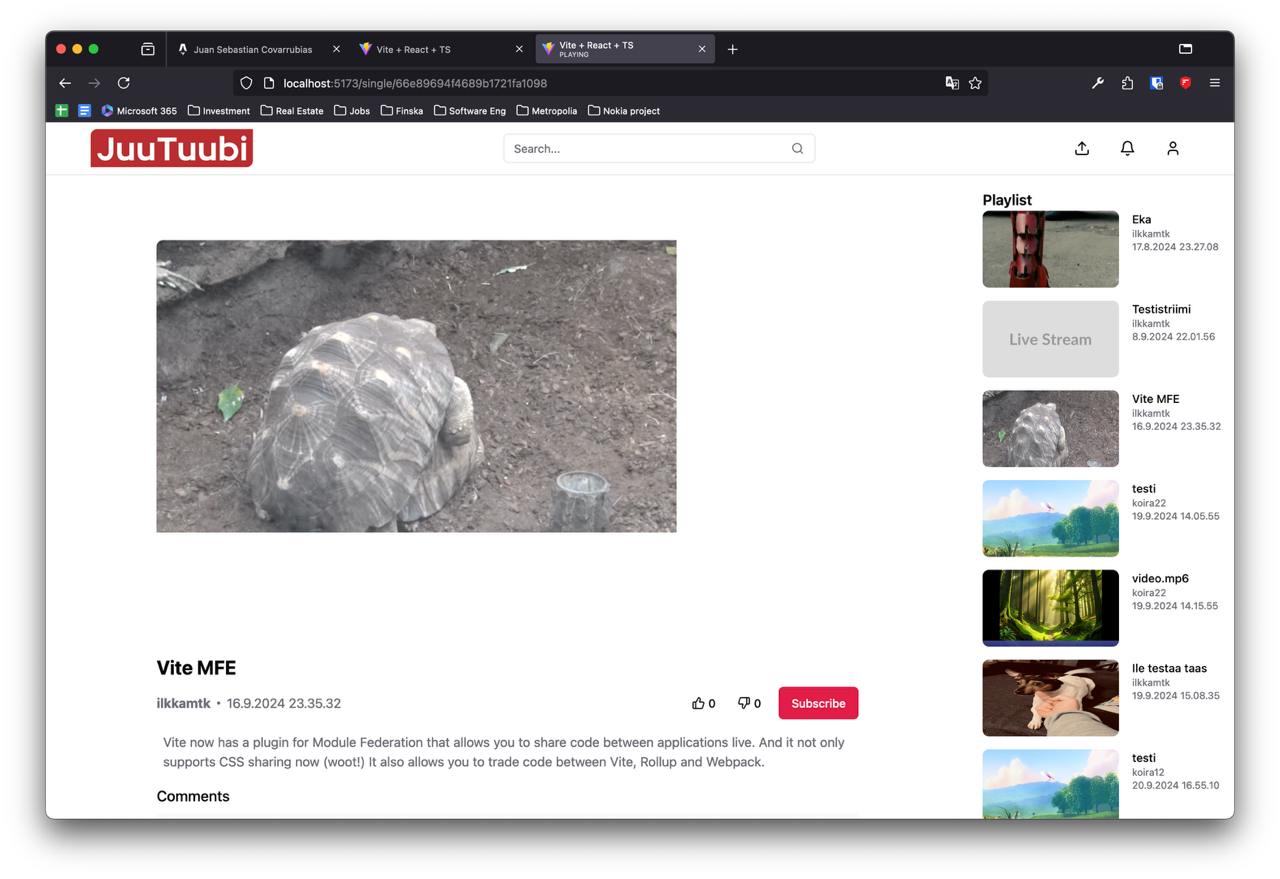 Juan Sebastian Covarrubias
Vite + React + TS
Vite + React + TS
PLAYING
localhost:5173/single/66e89694f4689b1721fa1098
Microsoft 365
Investment
Real Estate
Jobs
Finska
Software Eng
Metropolia
Nokia project
JuuTuubi
Search...
Playlist
Eka
ilkkamtk
17.8.2024 23.27.08
Live Stream
Testistriimi
ilkkamtk
8.9.2024 22.01.56
Vite MFE
ilkkamtk
16.9.2024 23.35.32
testi
koira22
19.9.2024 14.05.55
video.mp6
koira22
19.9.2024 14.15.55
Ile testaa taas
ilkkamtk
19.9.2024 15.08.35
testi
koira12
20.9.2024 16.55.10
Vite MFE
ilkkamtk • 16.9.2024 23.35.32
0
0
Subscribe
Vite now has a plugin for Module Federation that allows you to share code between applications live. And it not only
supports CSS sharing now (woot!) It also allows you to trade code between Vite, Rollup and Webpack.
Comments